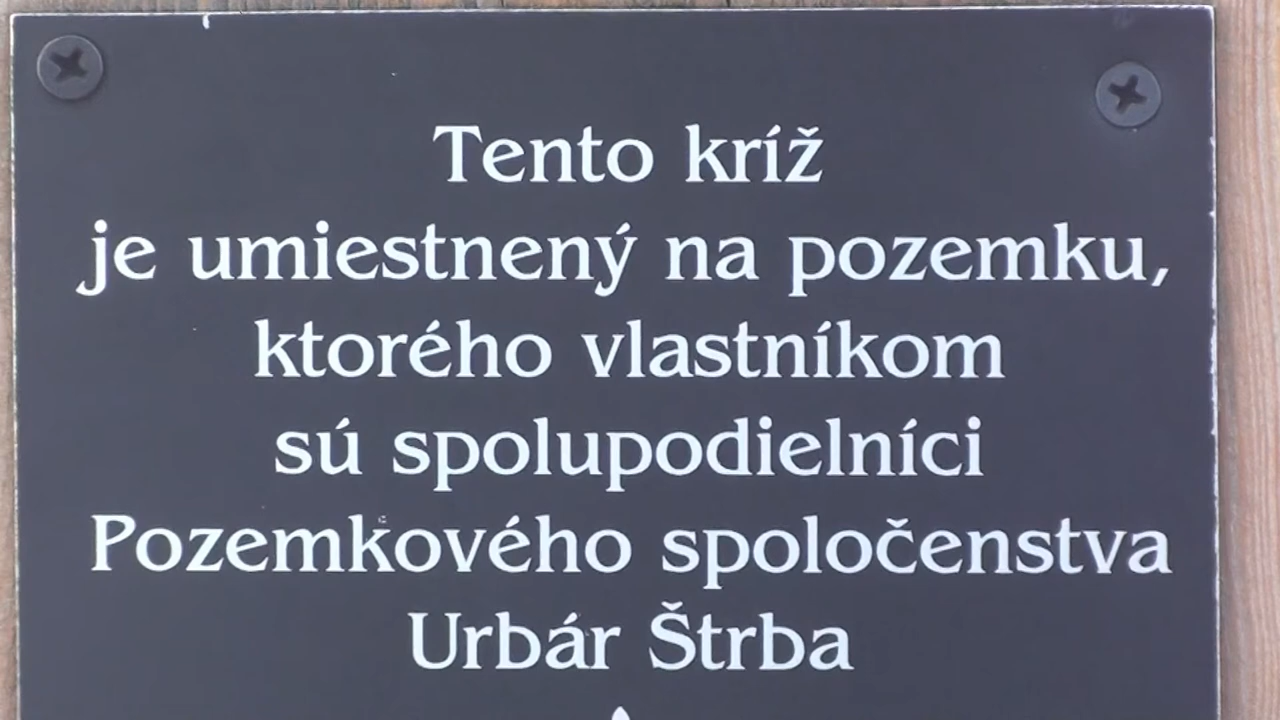 Tento kríž
je umiestnený na pozemku,
ktorého vlastníkom
sú spolupodielníci
Pozemkového spoločenstva
Urbár Štrba